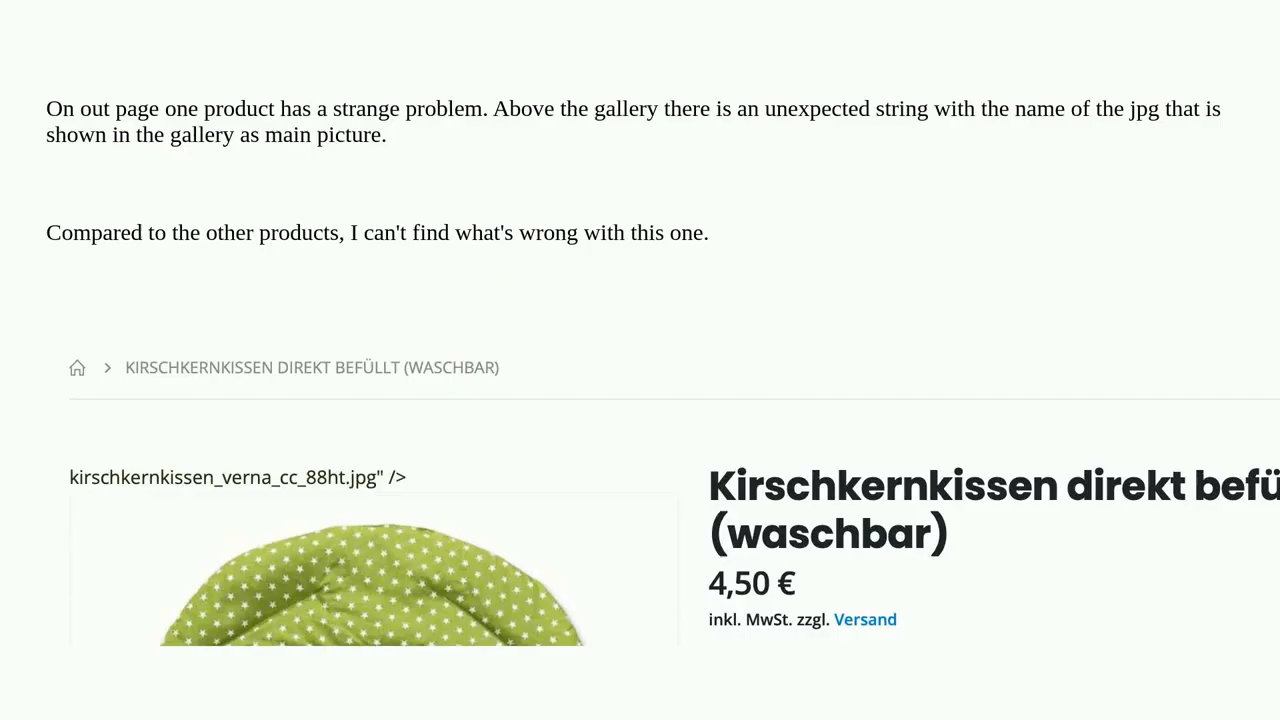 On out page one product has a strange problem. Above the gallery there is an unexpected string with the name of the jpg that is
shown in the gallery as main picture.
Compared to the other products, I can't find what's wrong with this one.
KIRSCHKERNKISSEN DIREKT BEFÜLLT (WASCHBAR)
kirschkernkissen_verna_cc_88ht.jpg" />
Kirschkernkissen direkt befü
(waschbar)
4,50 €
inkl. MwSt. zzgl. Versand